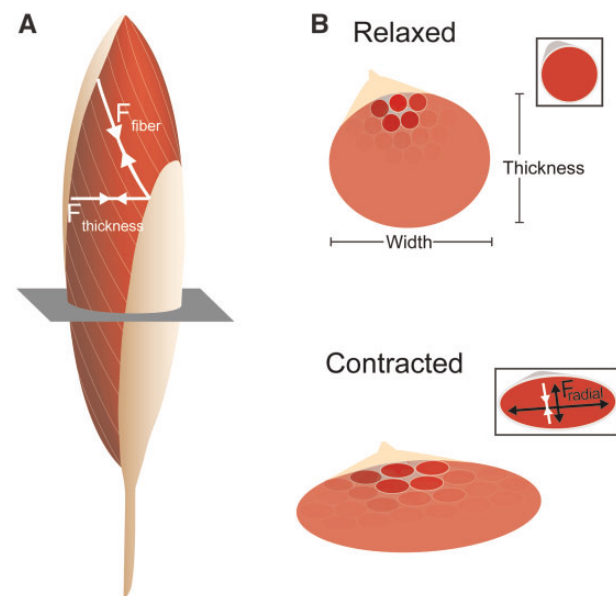 A
F fiber
F thickness
B
Relaxed
Thickness
Width
Contracted
F radial